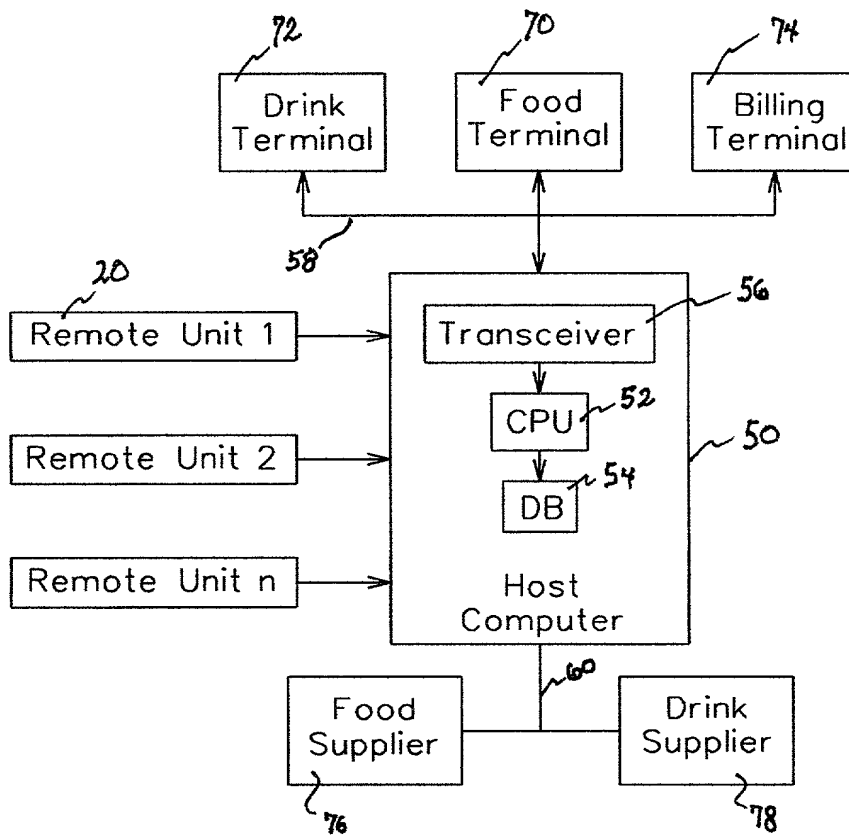 72
70
74
Drink
Terminal
Food
Terminal
Billing
Terminal
58
20
Remote Unit 1
Remote Unit 2
Remote Unit n
Transceiver
56
CPU
52
DB
54
50
Host
Computer
60
Food
Supplier
76
Drink
Supplier
78